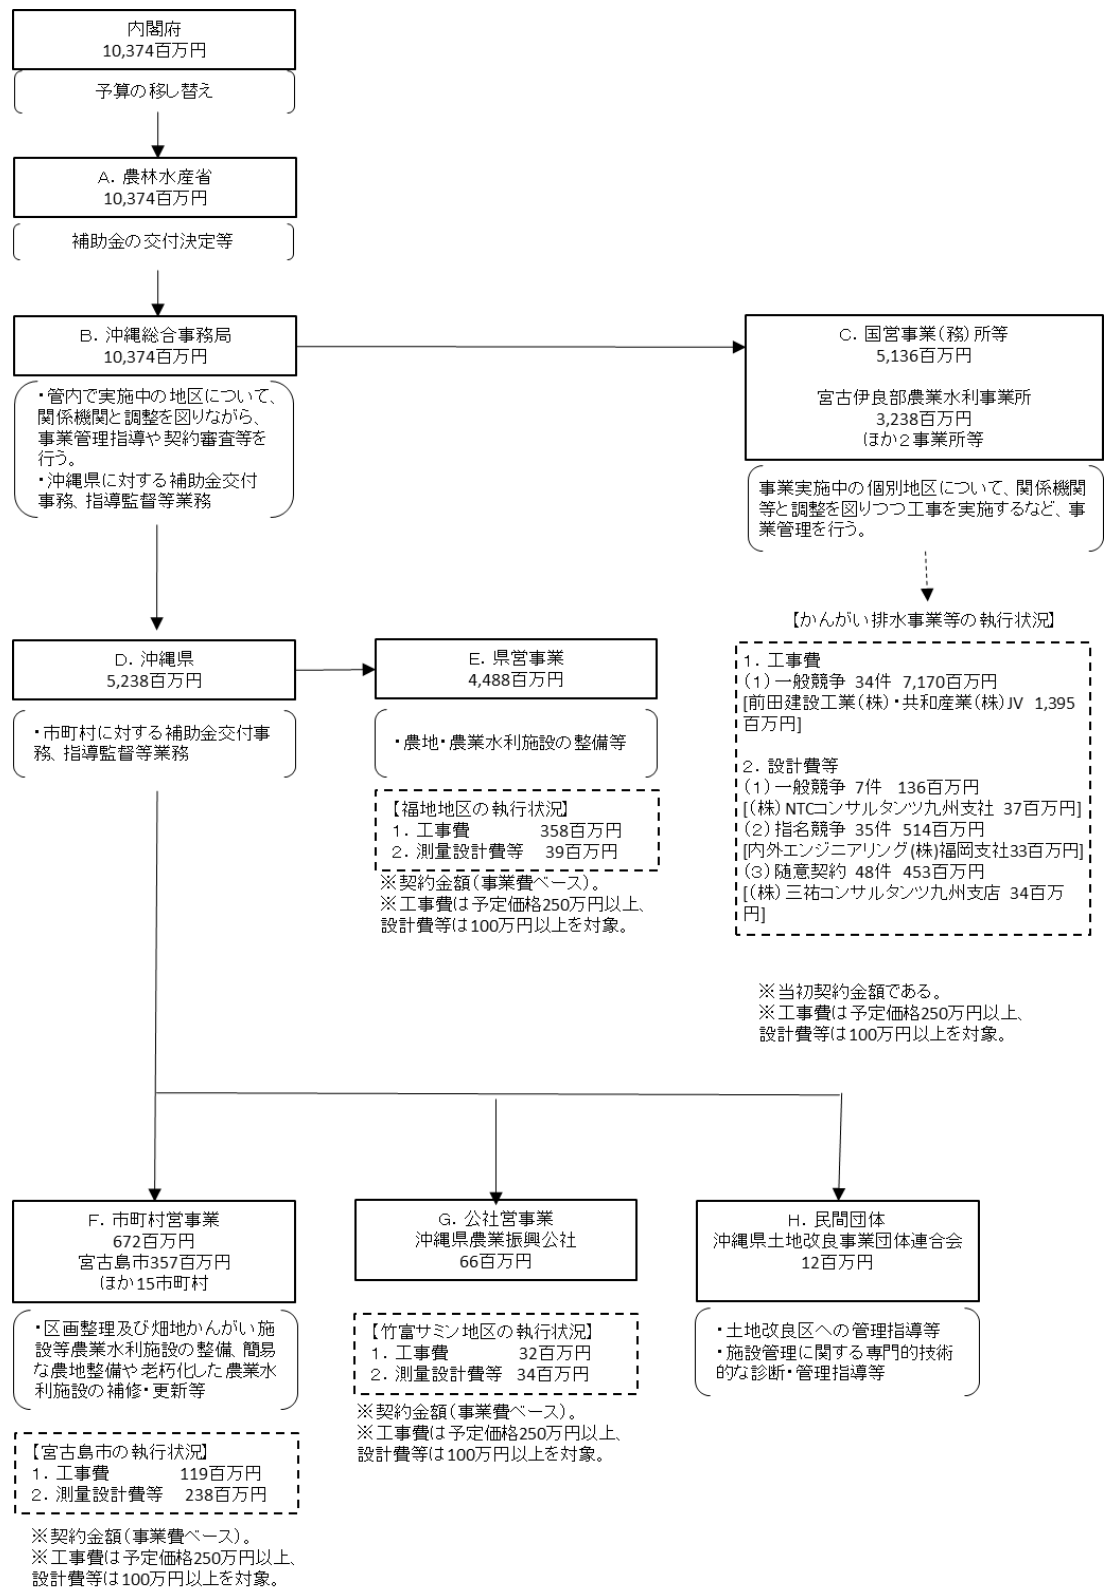 内閣府
10,374百万円
予算の移し替え
A．農林水産省
10,374百万円
補助金の交付決定等
B．沖縄総合事務局
10,374百万円
・管内で実施中の地区について、
関係機関と調整を図りながら、
事業管理指導や契約審査等を
行う。
・沖縄県に対する補助金交付
事務、指導監督等業務
C．国営事業（務）所等
5,136百万円
宮古伊良部農業水利事業所
3,238百万円
ほか２事業所等
事業実施中の個別地区について、関係機関
等と調整を図りつつ工事を実施するなど、事
業管理を行う。
【かんがい排水事業等の執行状況】
１．工事費
（１）一般競争 34件 7,170百万円
[前田建設工業（株）・共和産業（株）JV 1,395
百万円]
２．設計費等
（１）一般競争 7件 136百万円
[（株）NTCコンサルタンツ九州支社 37百万円]
（２）指名競争 35件 514百万円
[内外エンジニアリング(株)福岡支社33百万円]
（３）随意契約 48件 453百万円
[（株）三祐コンサルタンツ九州支店 34百万
円]
※当初契約金額である。
※工事費は予定価格250万円以上、
設計費等は100万円以上を対象。
D．沖縄県
5,238百万円
・市町村に対する補助金交付事
務、指導監督等業務
E．県営事業
4,488百万円
・農地・農業水利施設の整備等
【福地地区の執行状況】
１．工事費 358百万円
２．測量設計費等 39百万円
※契約金額（事業費ベース）。
※工事費は予定価格250万円以上、
設計費等は100万円以上を対象。
F．市町村営事業
672百万円
宮古島市357百万円
ほか15市町村
・区画整理及び畑地かんがい施
設等農業水利施設の整備、簡易
な農地整備や老朽化した農業水
利施設の補修・更新等
【宮古島市の執行状況】
１．工事費 119百万円
２．測量設計費等 238百万円
※契約金額（事業費ベース）。
※工事費は予定価格250万円以上、
設計費等は100万円以上を対象。
G．公社営事業
沖縄県農業振興公社
66百万円
【竹富サミン地区の執行状況】
１．工事費 32百万円
２．測量設計費等 34百万円
※契約金額（事業費ベース）。
※工事費は予定価格250万円以上、
設計費等は100万円以上を対象。
H．民間団体
沖縄県土地改良事業団体連合会
12百万円
・土地改良区への管理指導等
・施設管理に関する専門的技術
的な診断・管理指導等